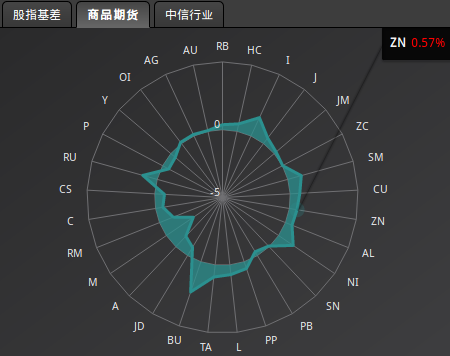 股指基差 商品期货 中信行业
ZN 0.57%
RB
HC
I
J
JM
ZC
SM
CU
ZN
AL
NI
SN
PB
PP
L
TA
BU
JD
A
M
RM
C
CS
RU
P
Y
OI
AG
AU
0
-5